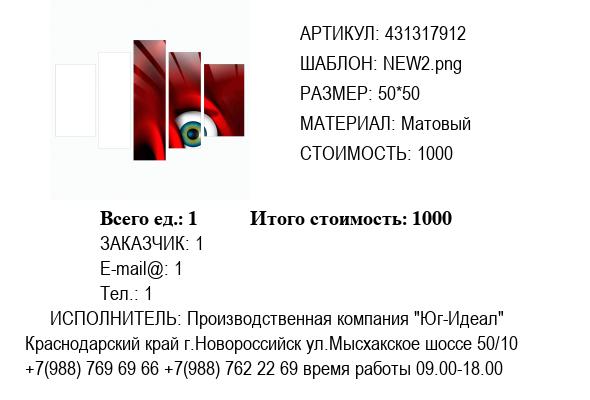 АРТИКУЛ: 431317912
ШАБЛОН: NEW2.png
РАЗМЕР: 50*50
МАТЕРИАЛ: Матовый
СТОИМОСТЬ: 1000
Всего ед.: 1 Итого стоимость: 1000
ЗАКАЗЧИК: 1
E-mail@: 1
Тел.: 1
ИСПОЛНИТЕЛЬ: Производственная компания "Юг-Идеал"
Краснодарский край г.Новороссийск ул.Мысхакское шоссе 50/10
+7(988) 769 69 66 +7(988) 762 22 69 время работы 09.00-18.00